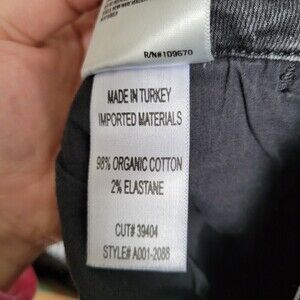 R/N#109670
MADE IN TURKEY
IMPORTED MATERIALS
98% ORGANIC COTTON
2% ELASTANE
CUT# 39404
STYLE# A001-2088